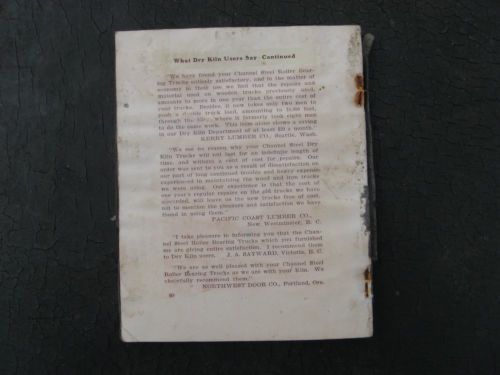 What Dry Kiln Users Say—Continued
"We have found your Channel Steel Roller Bear-
ing Trucks entirely satisfactory, and in the matter of
economy in their use we find that the repairs and
material used on wooden trucks previously used,
amounts to more in one year than the entire cost of
your trucks. Besides, it now takes only two men to
push a double truck load, amounting to
through the kiln, where it formerly took eight men
to do the same work. This item alone shows a saving
in our Dry Kiln Department of at least $50 a month."
KERRY LUMBER CO., Seattle, Wash.
"We see no reason why your Channel Steel Dry
Kiln Trucks will not last for an indefinite length of
time, and without a cent of cost for repairs. Our
order was sent to you as a result of dissatisfaction on
our part of long continued trouble and heavy expense
experienced in maintaining the wood and iron trucks
we were using. Our experience is that the cost of
one year's regular repairs on the old trucks we have
discarded, will leave us the new trucks free of cost,
not to mention the pleasure and satisfaction we have
found in using them."
PACIFIC COAST LUMBER CO.,
New Westminster, B. C.
"I take pleasure in informing you that the Chan-
nel Steel Roller Bearing Trucks which you furnished
me are giving entire satisfaction. I recommend them
to Dry Kiln users. J. A. SAYWARD, Victoria, B. C.
"We are as well pleased with your Channel Steel
Roller Bearing Trucks as we are with your Kiln. We
cheerfully recommend them."
NORTHWEST DOOR CO., Portland, Ore.